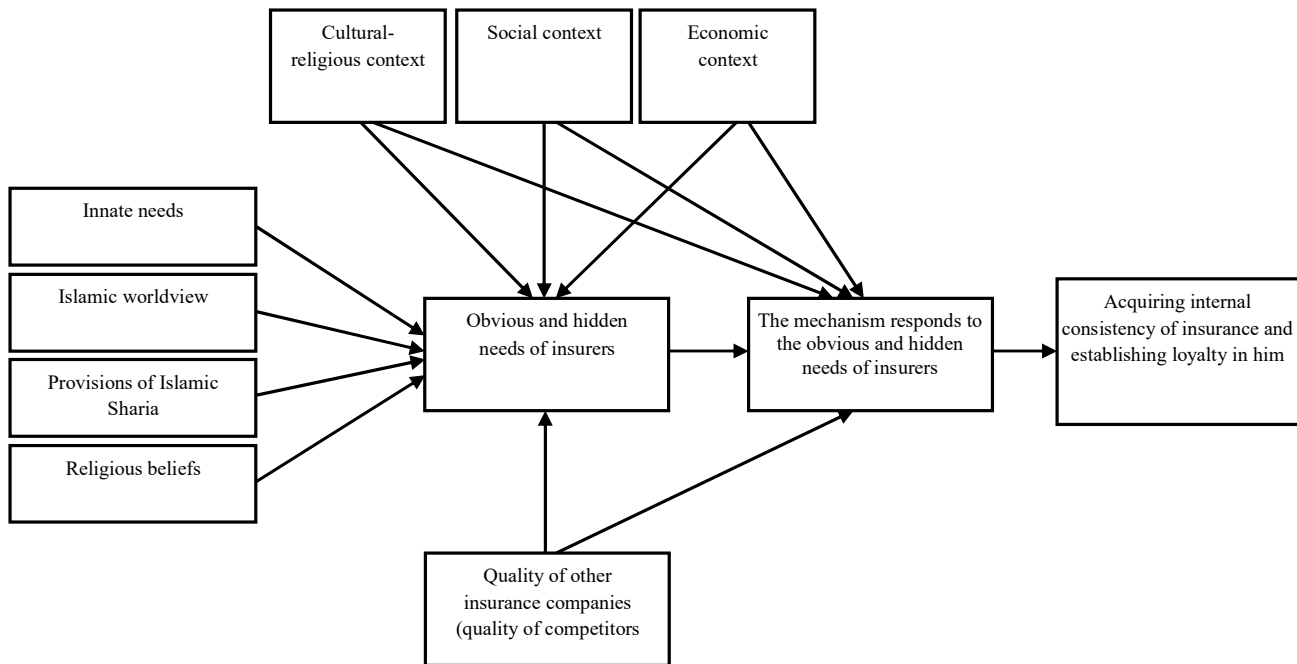 Cultural-
religious context
Social context
Economic
context
Innate needs
Islamic worldview
Provisions of Islamic
Sharia
Religious beliefs
Obvious and hidden
needs of insurers
The mechanism responds to
the obvious and hidden
needs of insurers
Acquiring internal
consistency of insurance and
establishing loyalty in him
Quality of other
insurance companies
(quality of competitors